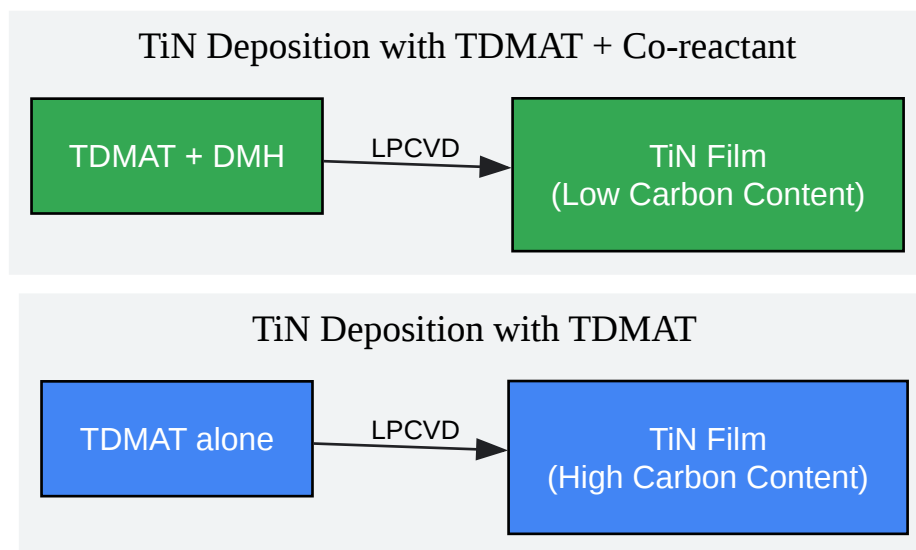 TiN Deposition with TDMAT + Co-reactant
TDMAT + DMH
LPCVD
TiN Film
(Low Carbon Content)
TiN Deposition with TDMAT
TDMAT alone
LPCVD
TiN Film
(High Carbon Content)